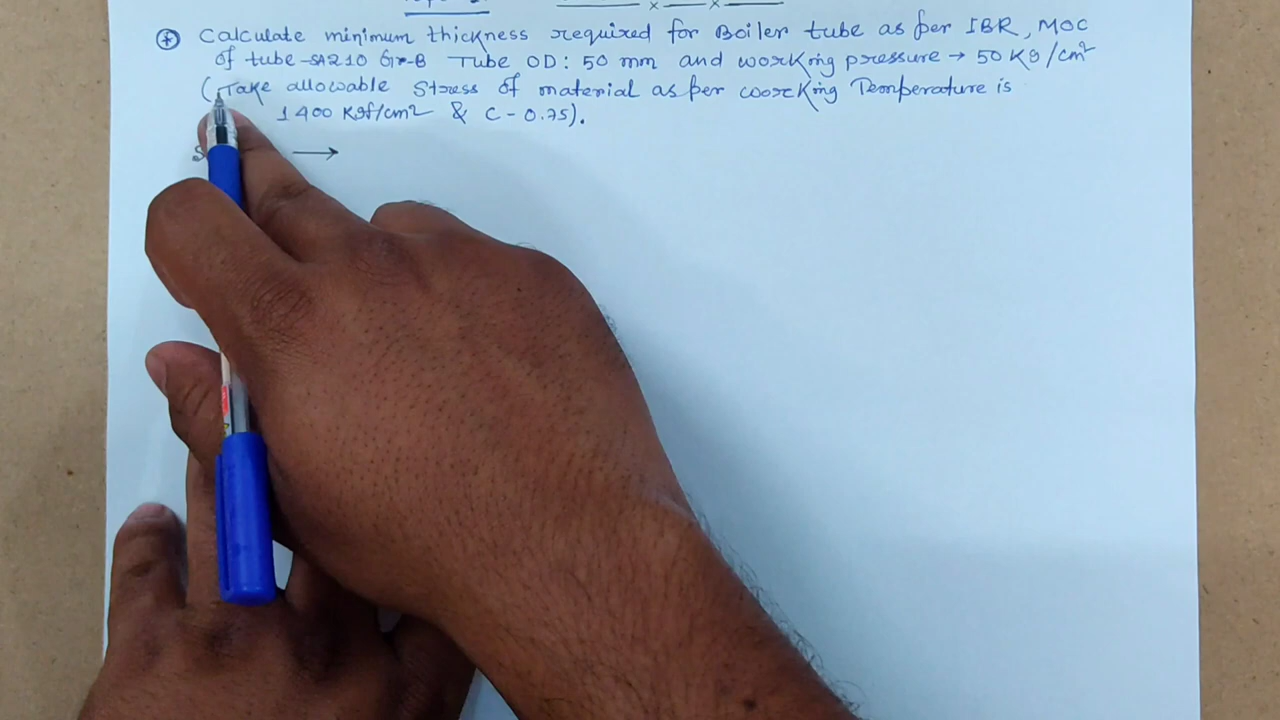 Calculate minimum thickness required for Boiler tube as per IBR, MOC
of tube-SA210 Gr-B Tube OD: 50 mm and working pressure → 50 Kg/cm²
(Take allowable Stress of material as per working Temperature is
1400 Kgf/cm² & C-0.75).